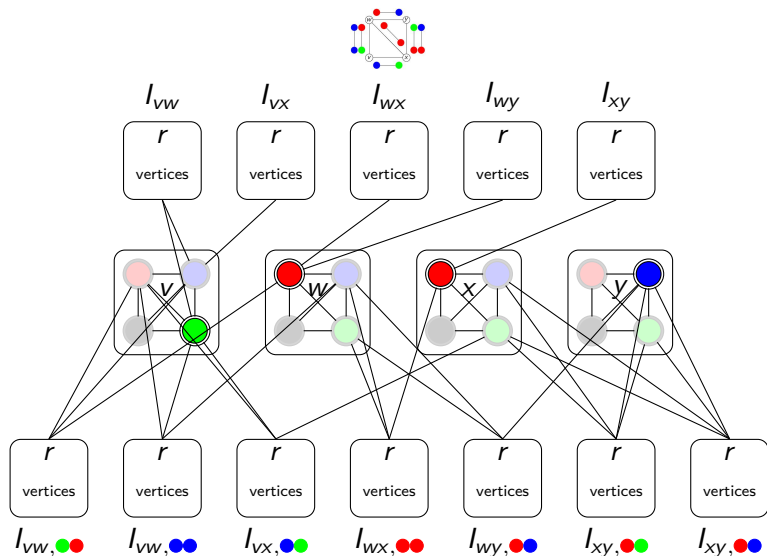 w y
v x
I_vw I_vx I_wx I_wy I_xy
r r r r r
vertices vertices vertices vertices vertices
v w x y
r r r r r r r
vertices vertices vertices vertices vertices vertices vertices
I_vw, I_vw, I_vx, I_wx, I_wy, I_xy, I_xy,